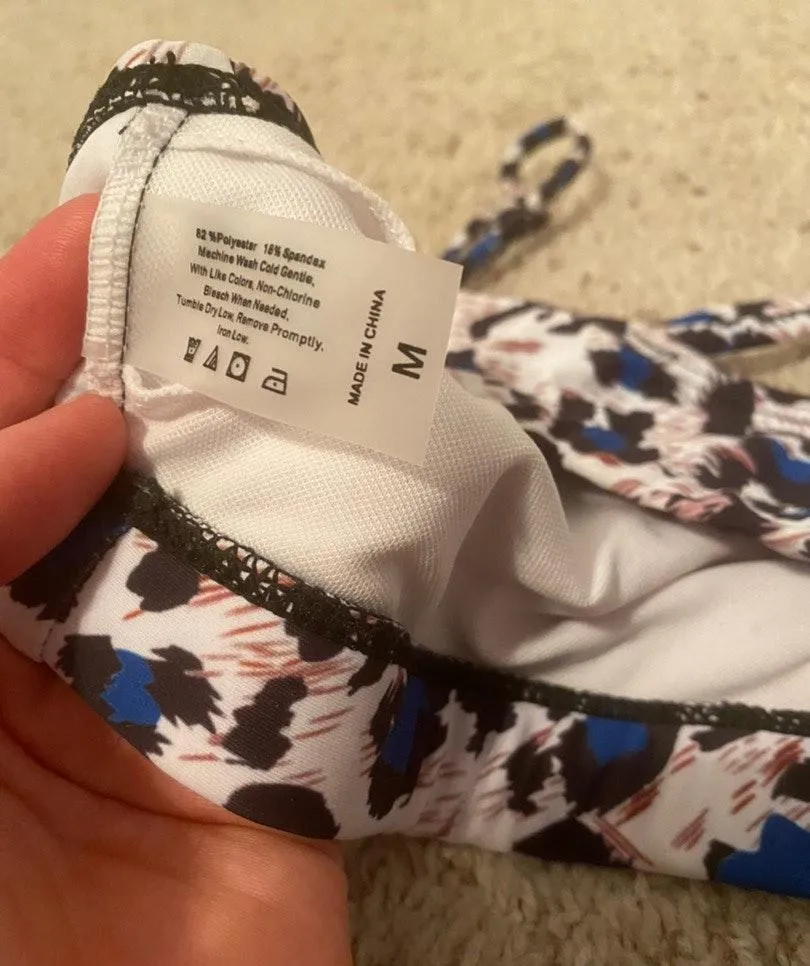 82 %Polyester 18% Spandex
Machine Wash Cold Gentle,
With Like Colors, Non-Chlorine
Bleach When Needed,
Tumble Dry Low, Remove Promptly,
Iron Low.
MADE IN CHINA
M